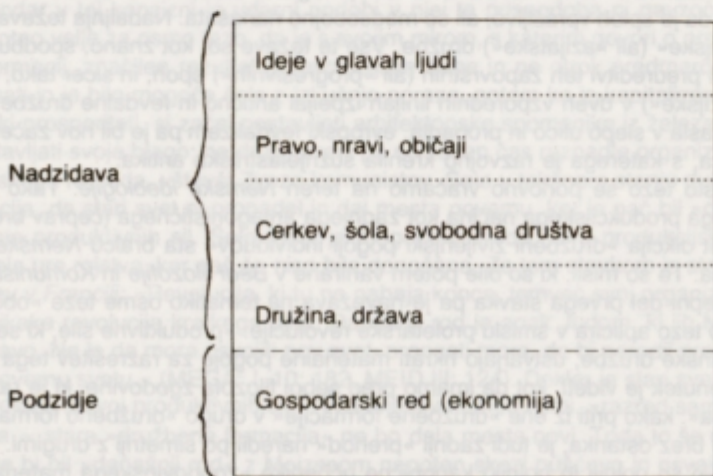 Ideje v glavah ljudi
Pravo, nravi, običaji
Nadzidava
Cerkev, šola, svobodna društva
Družina, država
Podzidje
Gospodarski red (ekonomija)